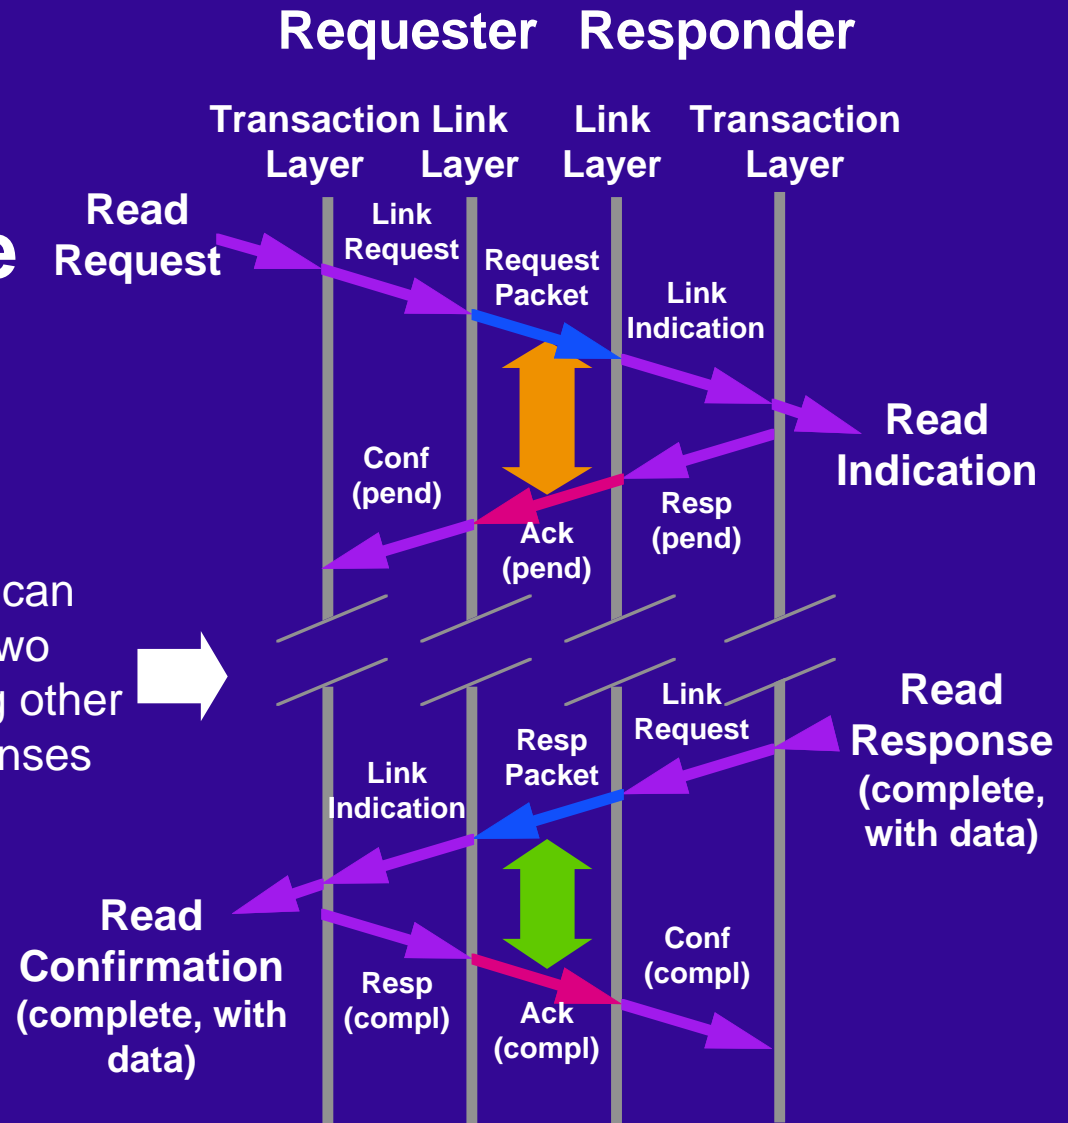 Requester Responder
Transaction Link Link Transaction
Layer Layer Layer Layer
Read
Request
Link
Request
Request
Packet
Link
Indication
Read
Indication
Conf
(pend)
Ack
(pend)
Resp
(pend)
can
other
Link
Request
Read
Response
(complete,
with data)
Resp
Packet
Link
Indication
Read
Confirmation
(complete, with
data)
Resp
(compl)
Ack
(compl)
Conf
(compl)